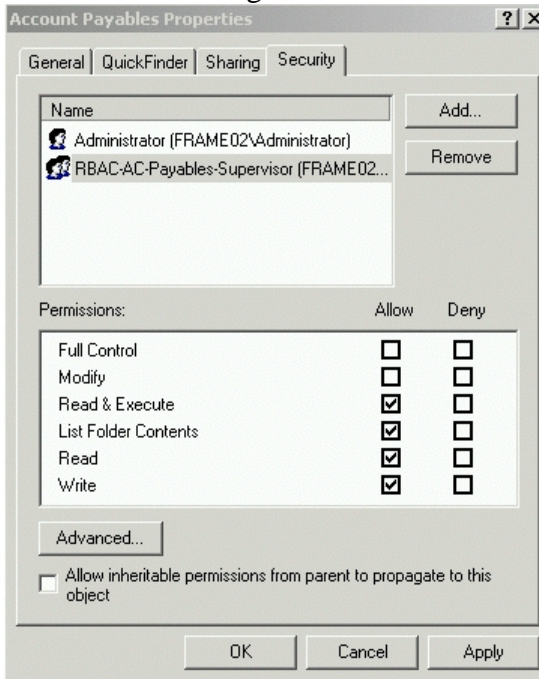 Account Payables Properties
General QuickFinder Sharing Security
Name
Add...
Administrator (FRAME02\Administrator)
Remove
RBAC-AC-Payables-Supervisor (FRAME02...
Permissions: Allow Deny
Full Control
Modify
Read & Execute
List Folder Contents
Read
Write
Advanced...
Allow inheritable permissions from parent to propagate to this
object
OK Cancel Apply